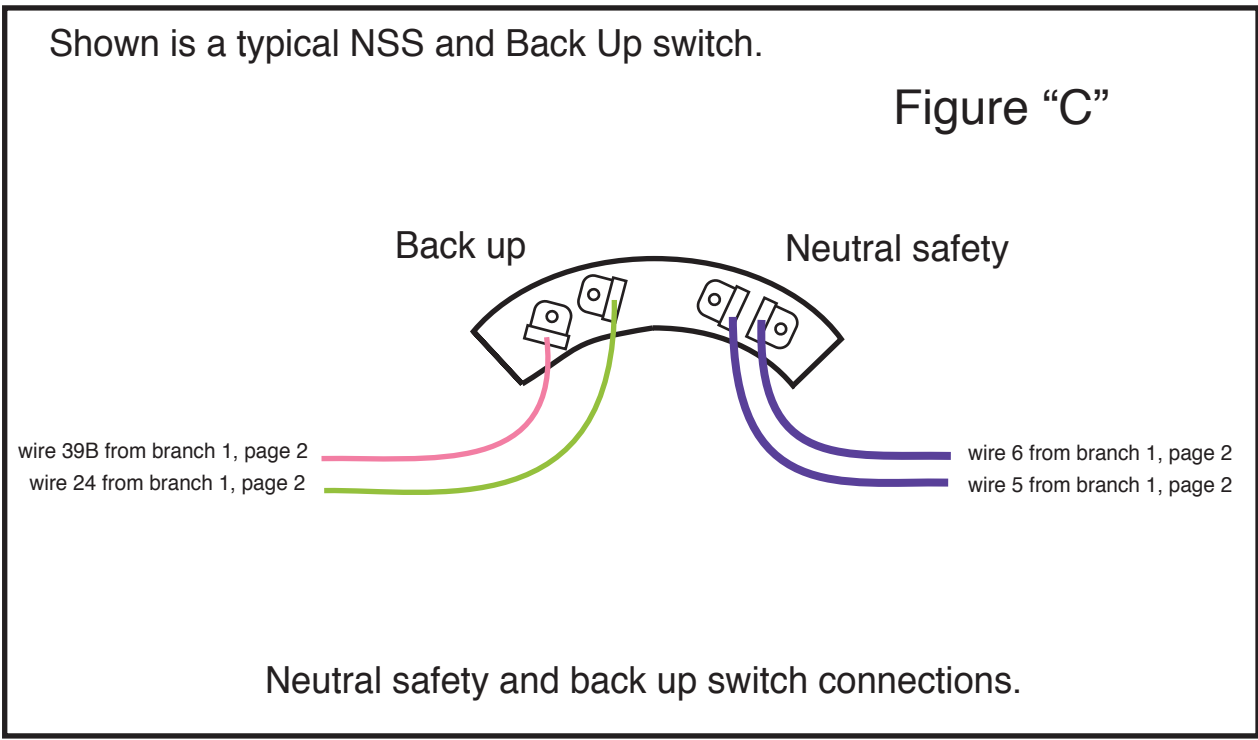 Shown is a typical NSS and Back Up switch.
Figure “C”
Back up
Neutral safety
wire 39B from branch 1, page 2
wire 24 from branch 1, page 2
wire 6 from branch 1, page 2
wire 5 from branch 1, page 2
Neutral safety and back up switch connections.